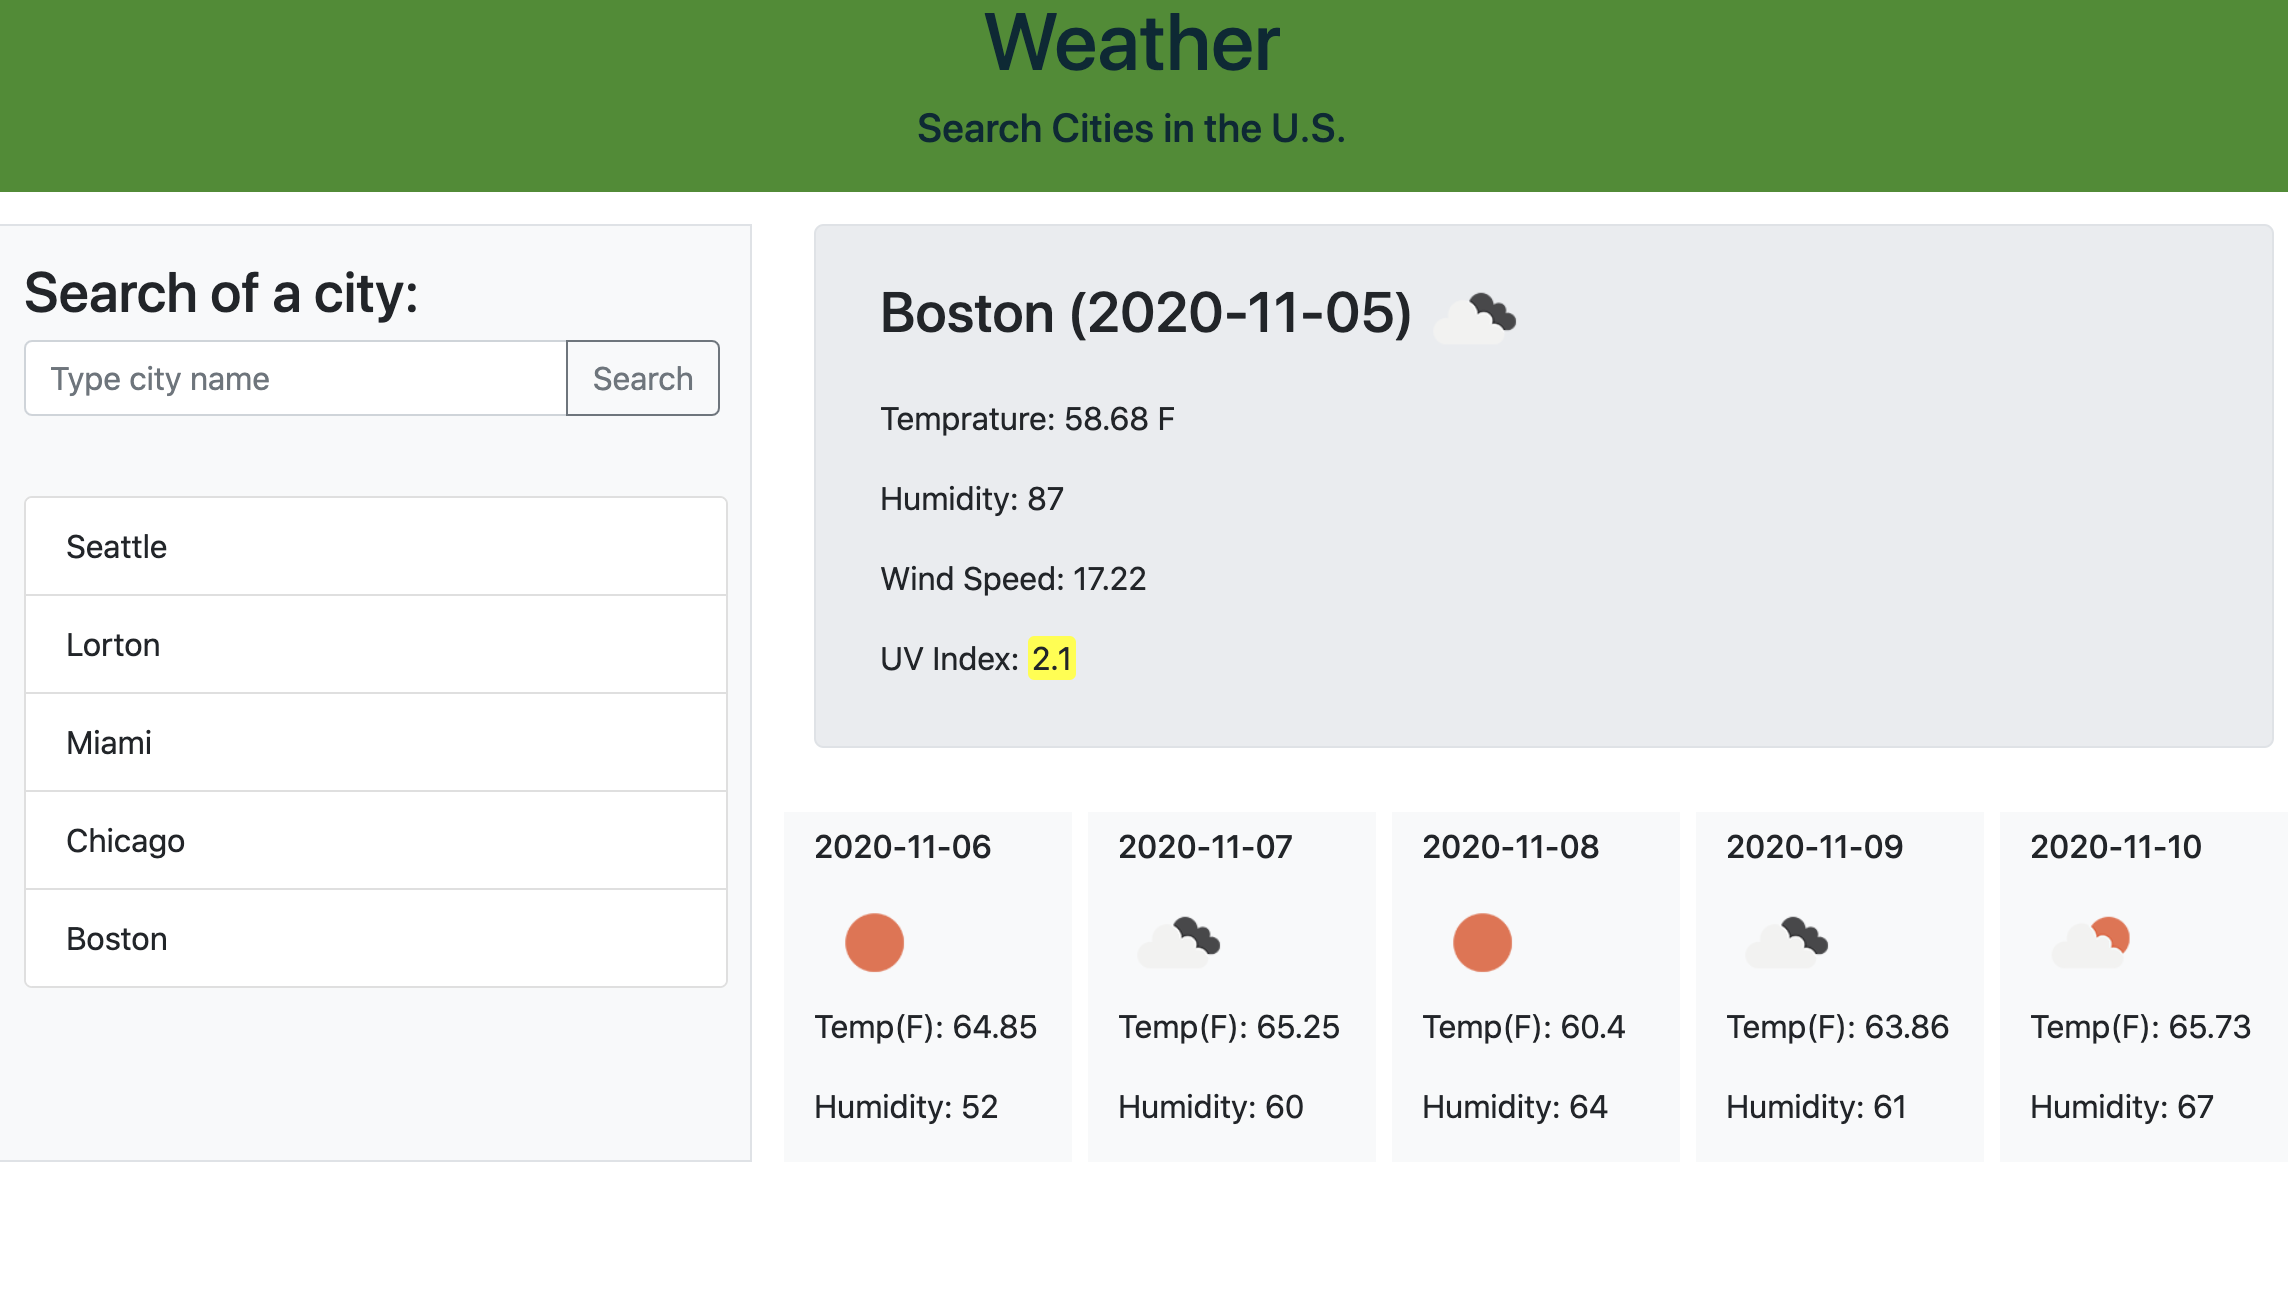 Weather
Search Cities in the U.S.
Search of a city:
Type city name
Search
Seattle
Lorton
Miami
Chicago
Boston
Boston (2020-11-05)
Temprature: 58.68 F
Humidity: 87
Wind Speed: 17.22
UV Index: 2.1
2020-11-06
Temp(F): 64.85
Humidity: 52
2020-11-07
Temp(F): 65.25
Humidity: 60
2020-11-08
Temp(F): 60.4
Humidity: 64
2020-11-09
Temp(F): 63.86
Humidity: 61
2020-11-10
Temp(F): 65.73
Humidity: 67